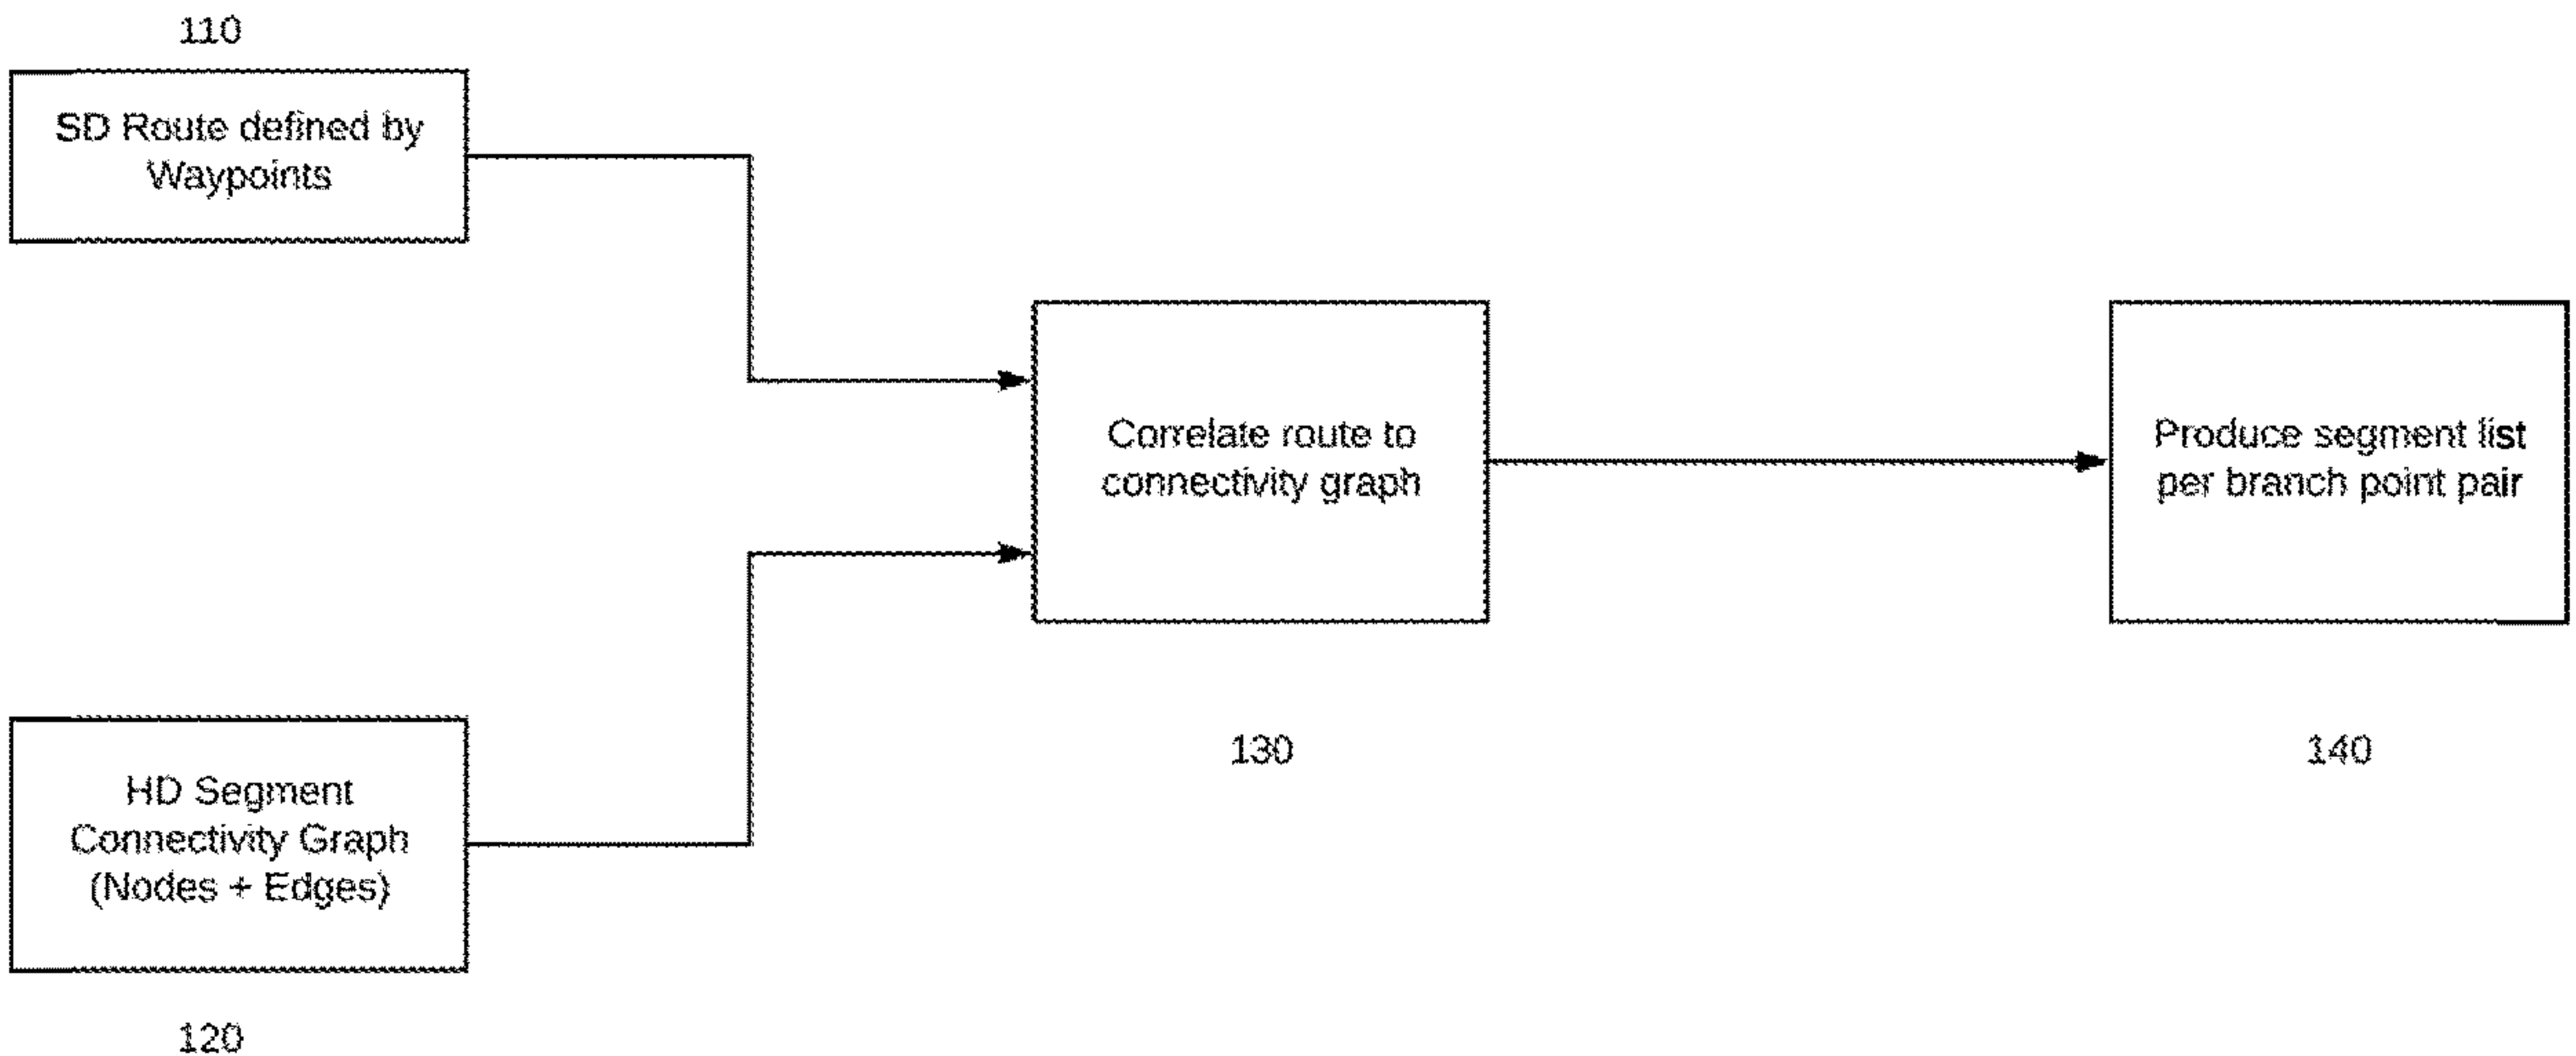 110
SD Route defined by
Waypoints
Correlate route to
connectivity graph
Produce segment list
per branch point pair
130
140
HD Segment
Connectivity Graph
(Nodes + Edges)
120